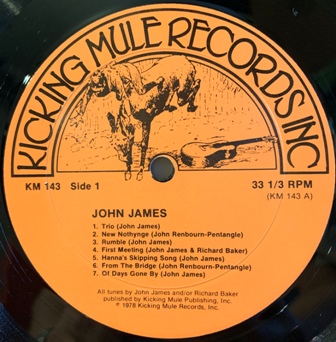 KICKING MULE RECORDS INC
KM 143 Side 1
33 1/3 RPM
(KM 143 A)
JOHN JAMES
1. Trio (John James)
2. New Nothynge (John Renbourn-Pentangle)
3. Rumble (John James)
4. First Meeting (John James & Richard Baker)
5. Hanna's Skipping Song (John James)
6. From The Bridge (John Renbourn-Pentangle)
7. Of Days Gone By (John James)
All tunes by John James and/or Richard Baker
published by Kicking Mule Publishing, Inc.
℗ 1978 Kicking Mule Records, Inc.